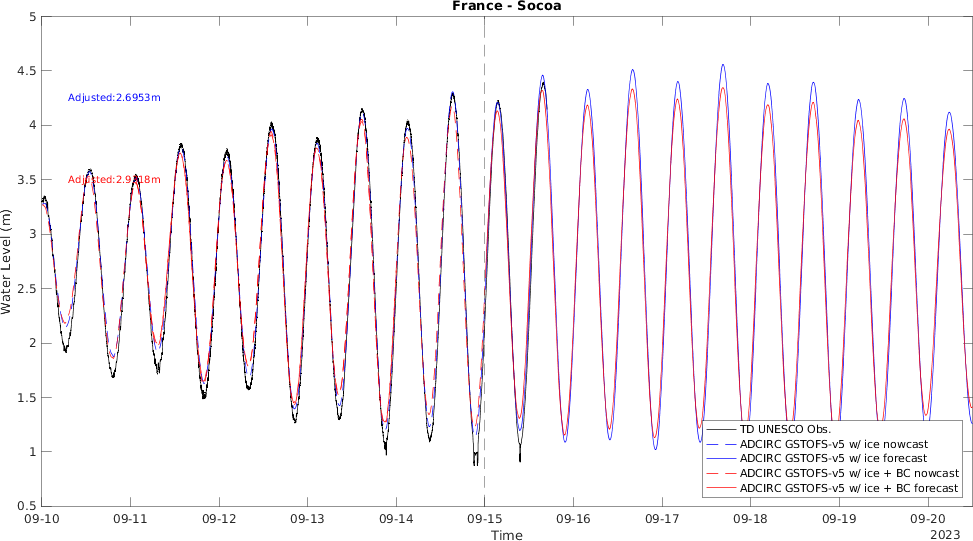 France - Socoa
5
4.5
4
3.5
3
2.5
2
1.5
1
0.5
Water Level (m)
Adjusted:2.6953m
TD UNESCO Obs.
ADCIRC GSTOFS-v5 w/ ice nowcast
ADCIRC GSTOFS-v5 w/ ice forecast
ADCIRC GSTOFS-v5 w/ ice + BC nowcast
ADCIRC GSTOFS-v5 w/ ice + BC forecast
09-10
09-11
09-12
09-13
09-14
09-15
09-16
09-17
09-18
09-19
09-20
Time
2023